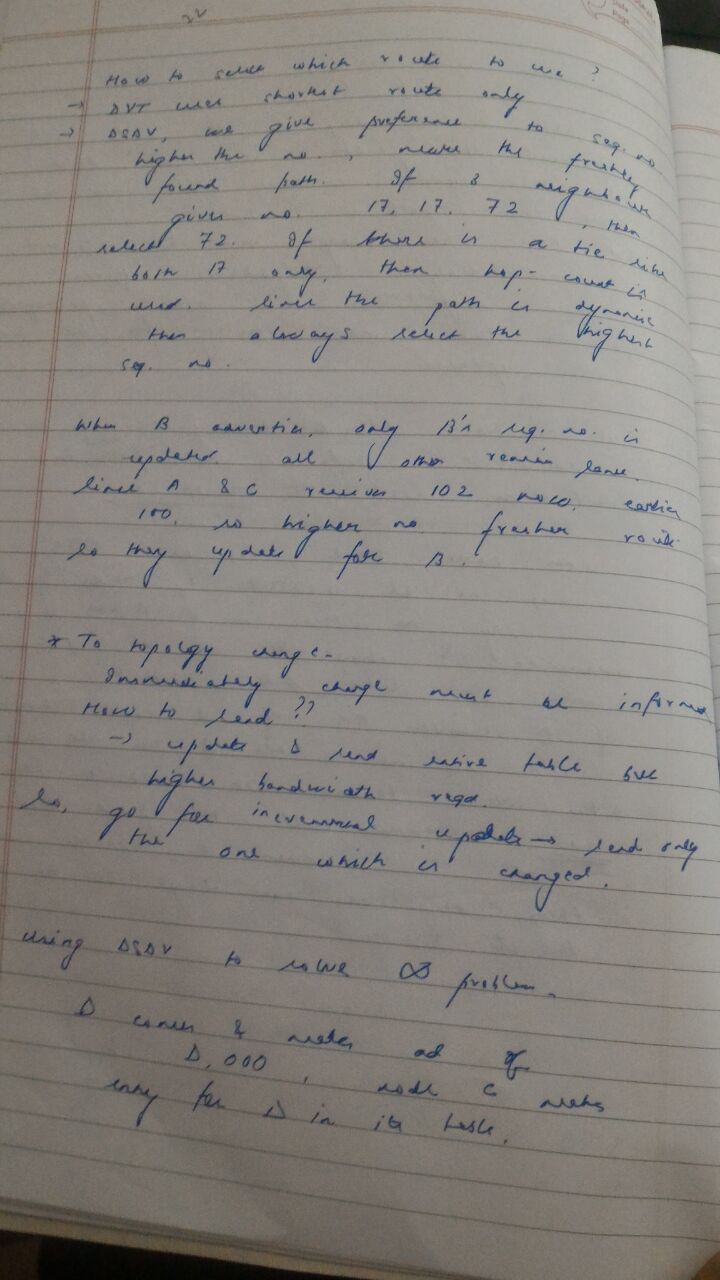 How to select which route to use ?
→ DVT uses shortest route only
→ DSDV, we give preference to seq. no.
higher the no., means the freshly
found path. If 3 neighbours
gives no. 17, 17, 72, then
select 72. If there is a tie like
both 17 only, then hop-count is
used. Since the path is dynamic
then always select the highest
seq. no.
When B advertise, only B's seq. no. is
updated. all other remain same.
Since A & C receives 102 now, earlier
100, so higher no. fresher route
So they update for B.
* To topolgy change-
Immediately change must be informed
How to send ??
→ update & send entire table but
higher bandwidth reqd.
So, go for incremental update → send only
the one which is changed.
using DSDV to solve ∞ problem.
D comes & makes ad of
D, 000, node C makes
entry for D in its table.